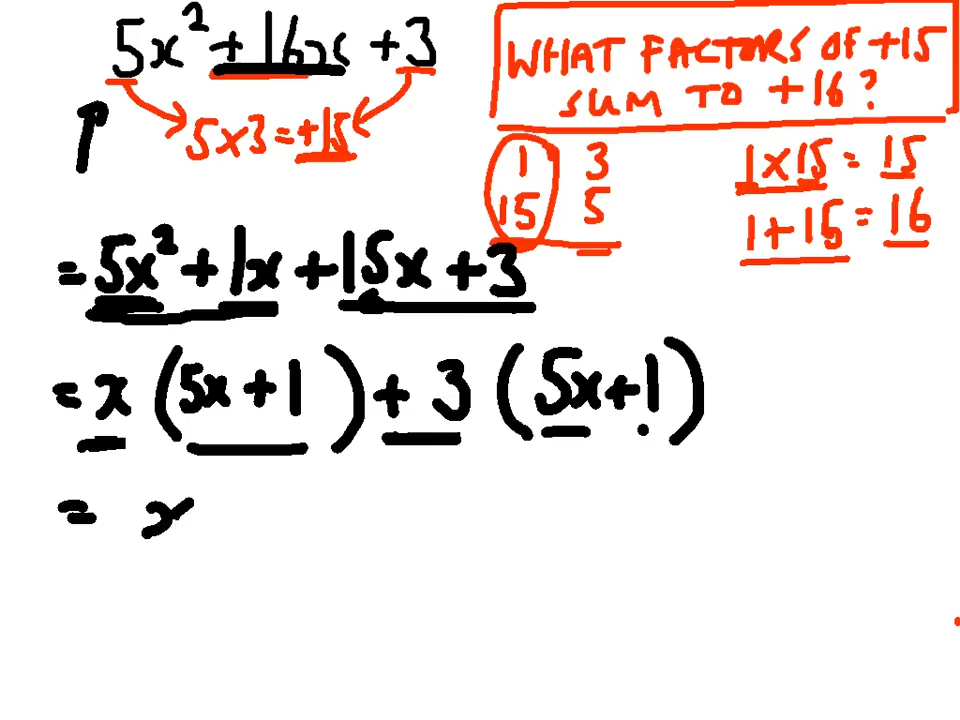 5x² + 16x + 3
5x3 = +15
WHAT FACTORS OF +15
SUM TO +16?
1 3
15 5
1x15 = 15
1 + 15 = 16
= 5x² + 1x + 15x + 3
= x (5x + 1) + 3 (5x + 1)
= x